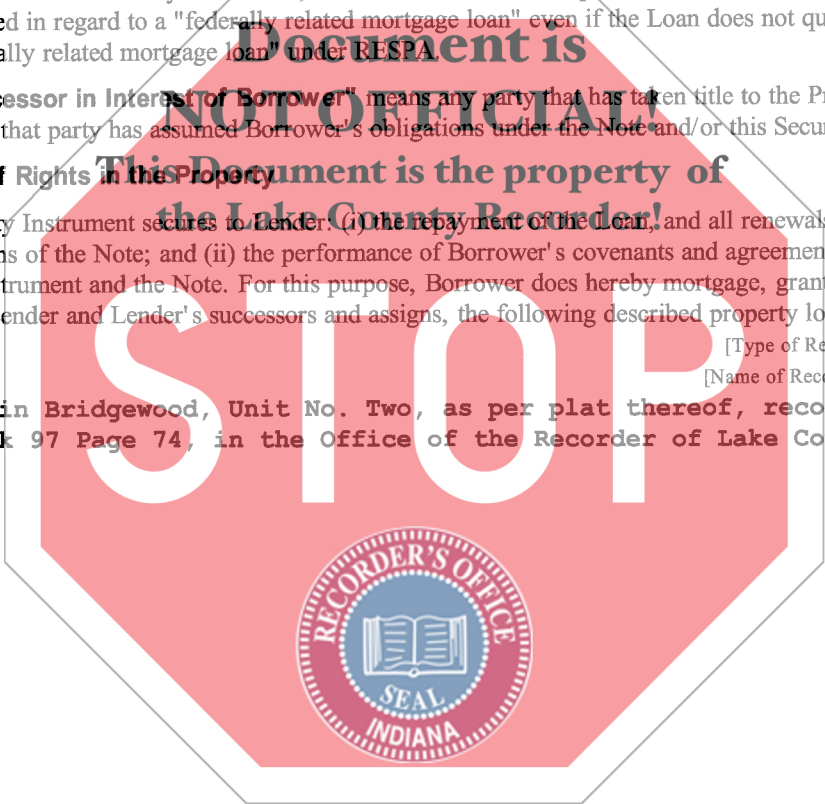 ed in regard to a "federally related mortgage loan" even if the Loan does not qu
ally related mortgage loan" under RESPA.
Document is
cessor in Interest of Borrower" means any party that has taken title to the Pr
NOT OFFICIAL!
that party has assumed Borrower's obligations under the Note and/or this Secur
f Rights in the Property
This Document is the property of
the Lake County Recorder!
y Instrument secures to Lender: (i) the repayment of the Loan, and all renewals
ns of the Note; and (ii) the performance of Borrower's covenants and agreemen
trument and the Note. For this purpose, Borrower does hereby mortgage, grant
ender and Lender's successors and assigns, the following described property lo
[Type of Re
[Name of Reco
in Bridgewood, Unit No. Two, as per plat thereof, reco
k 97 Page 74, in the Office of the Recorder of Lake Co
STOP
RECORDER'S OFFICE
SEAL
INDIANA